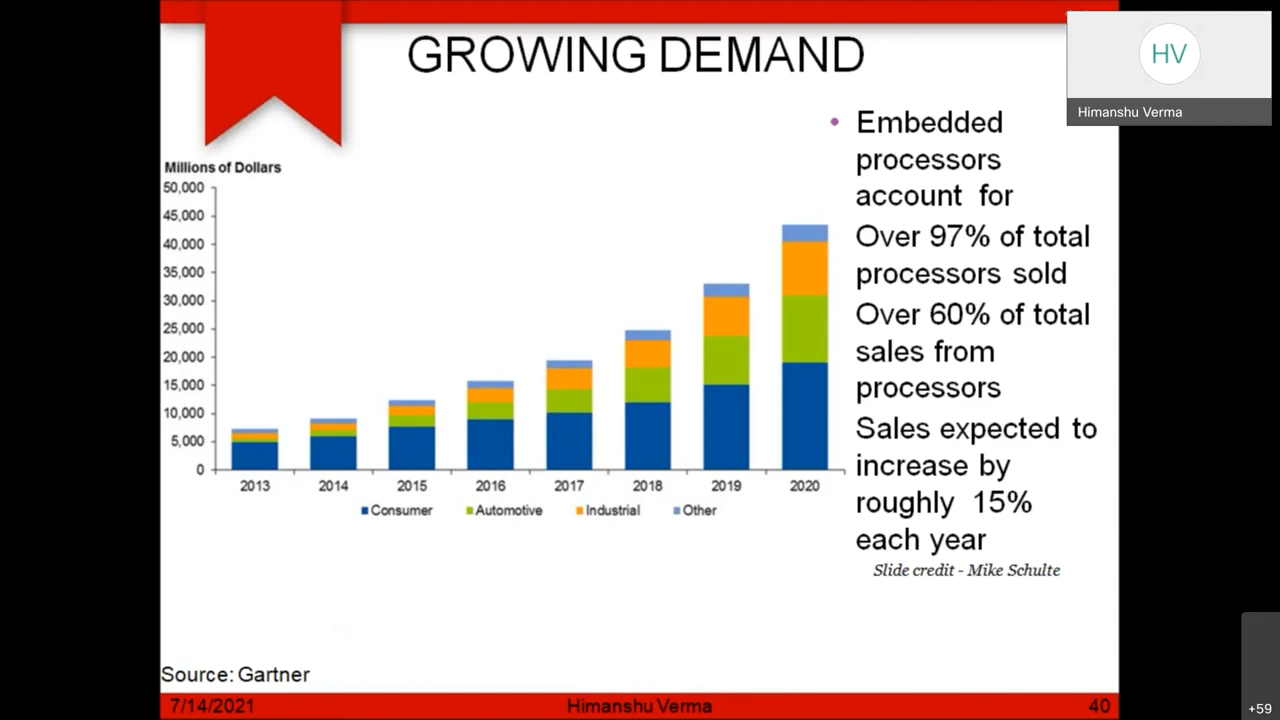 GROWING DEMAND
HV
Himanshu Verma
• Embedded
processors
account for
Over 97% of total
processors sold
Over 60% of total
sales from
processors
Sales expected to
increase by
roughly 15%
each year
Slide credit - Mike Schulte
Millions of Dollars
50,000
45,000
40,000
35,000
30,000
25,000
20,000
15,000
10,000
5,000
0
2013 2014 2015 2016 2017 2018 2019 2020
Consumer Automotive Industrial Other
Source: Gartner
7/14/2021 Himanshu Verma 40
+59